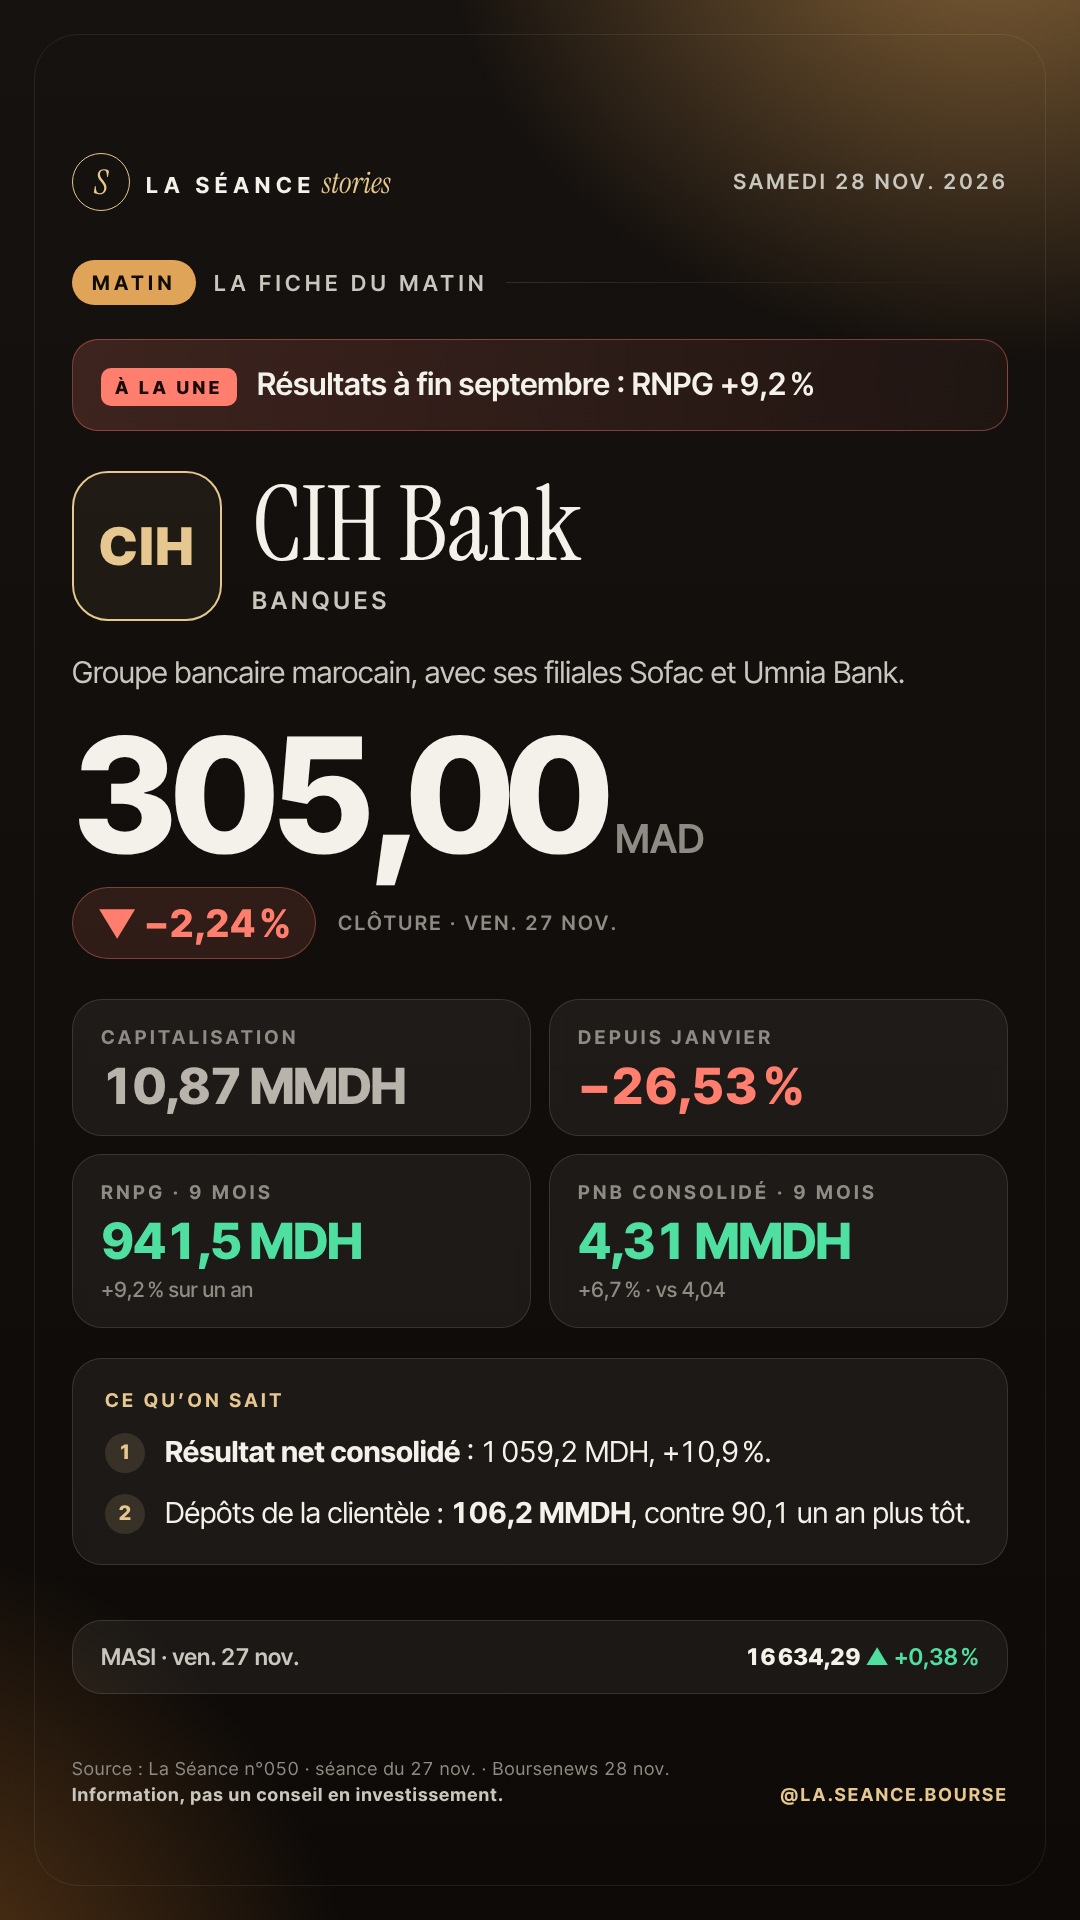 S LA SÉANCE stories
SAMEDI 28 NOV. 2026
MATIN LA FICHE DU MATIN
À LA UNE Résultats à fin septembre : RNPG +9,2 %
CIH
CIH Bank
BANQUES
Groupe bancaire marocain, avec ses filiales Sofac et Umnia Bank.
305,00 MAD
▼ −2,24 % CLÔTURE · VEN. 27 NOV.
CAPITALISATION
10,87 MMDH
DEPUIS JANVIER
−26,53 %
RNPG · 9 MOIS
941,5 MDH
+9,2 % sur un an
PNB CONSOLIDÉ · 9 MOIS
4,31 MMDH
+6,7 % · vs 4,04
CE QU’ON SAIT
1 Résultat net consolidé : 1 059,2 MDH, +10,9 %.
2 Dépôts de la clientèle : 106,2 MMDH, contre 90,1 un an plus tôt.
MASI · ven. 27 nov. 16 634,29 ▲ +0,38 %
Source : La Séance n°050 · séance du 27 nov. · Boursenews 28 nov.
Information, pas un conseil en investissement.
@LA.SEANCE.BOURSE